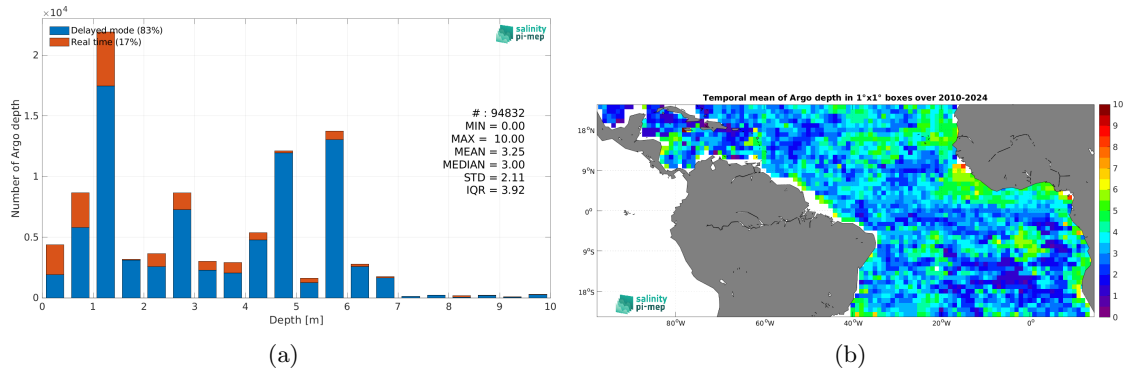 ×10⁴
Delayed mode (83%)
Real time (17%)
salinity
pi-mep
# : 94832
MIN = 0.00
MAX = 10.00
MEAN = 3.25
MEDIAN = 3.00
STD = 2.11
IQR = 3.92
Number of Argo depth
2
1.5
1
0.5
0
0 1 2 3 4 5 6 7 8 9 10
Depth [m]
(a)
Temporal mean of Argo depth in 1°x1° boxes over 2010-2024
18°N
9°N
0°
9°S
18°S
80°W 60°W 40°W 20°W 0°
10
9
8
7
6
5
4
3
2
1
0
salinity
pi-mep
(b)